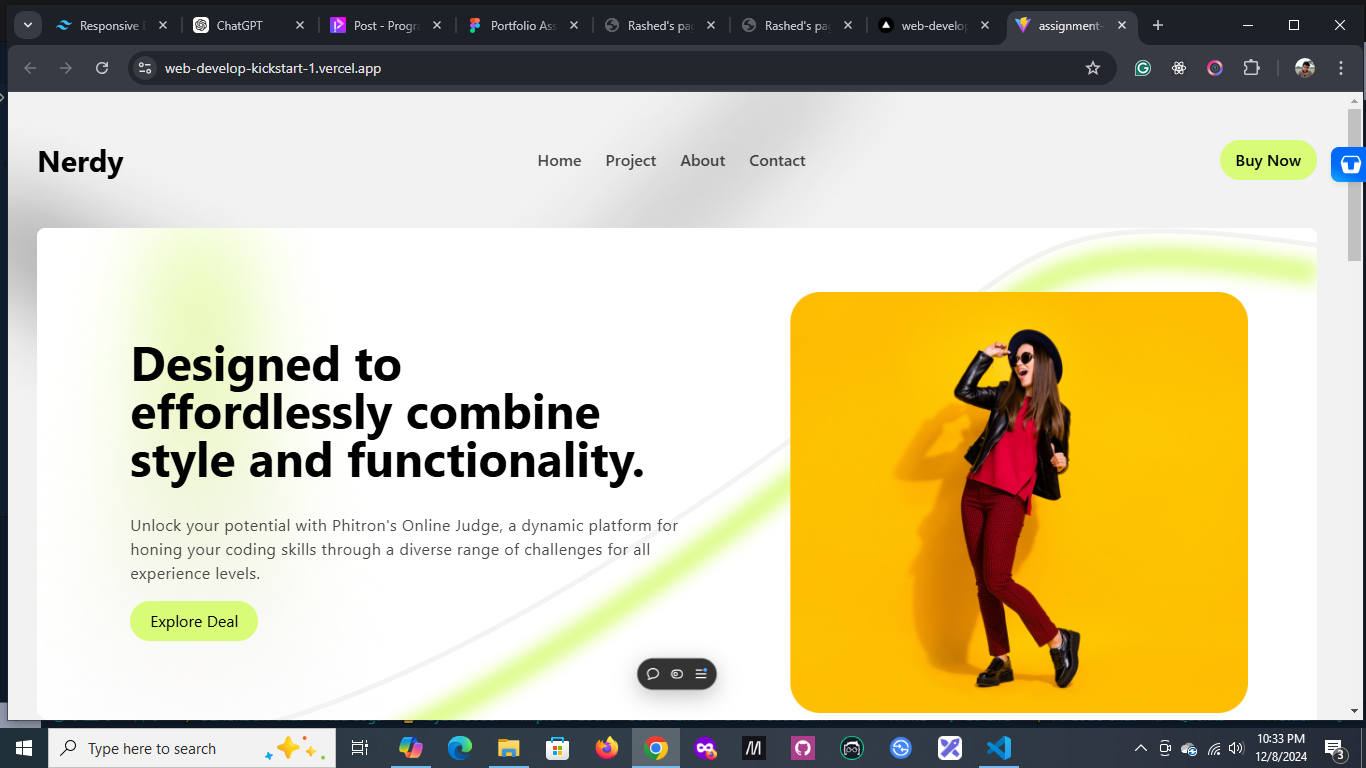 Responsive
ChatGPT
Post - Progra
Portfolio Ass
Rashed's pag
Rashed's pag
web-develop
assignment-
web-develop-kickstart-1.vercel.app
Nerdy
Home Project About Contact
Buy Now
Designed to
effordlessly combine
style and functionality.
Unlock your potential with Phitron's Online Judge, a dynamic platform for
honing your coding skills through a diverse range of challenges for all
experience levels.
Explore Deal
Type here to search
10:33 PM
12/8/2024
3